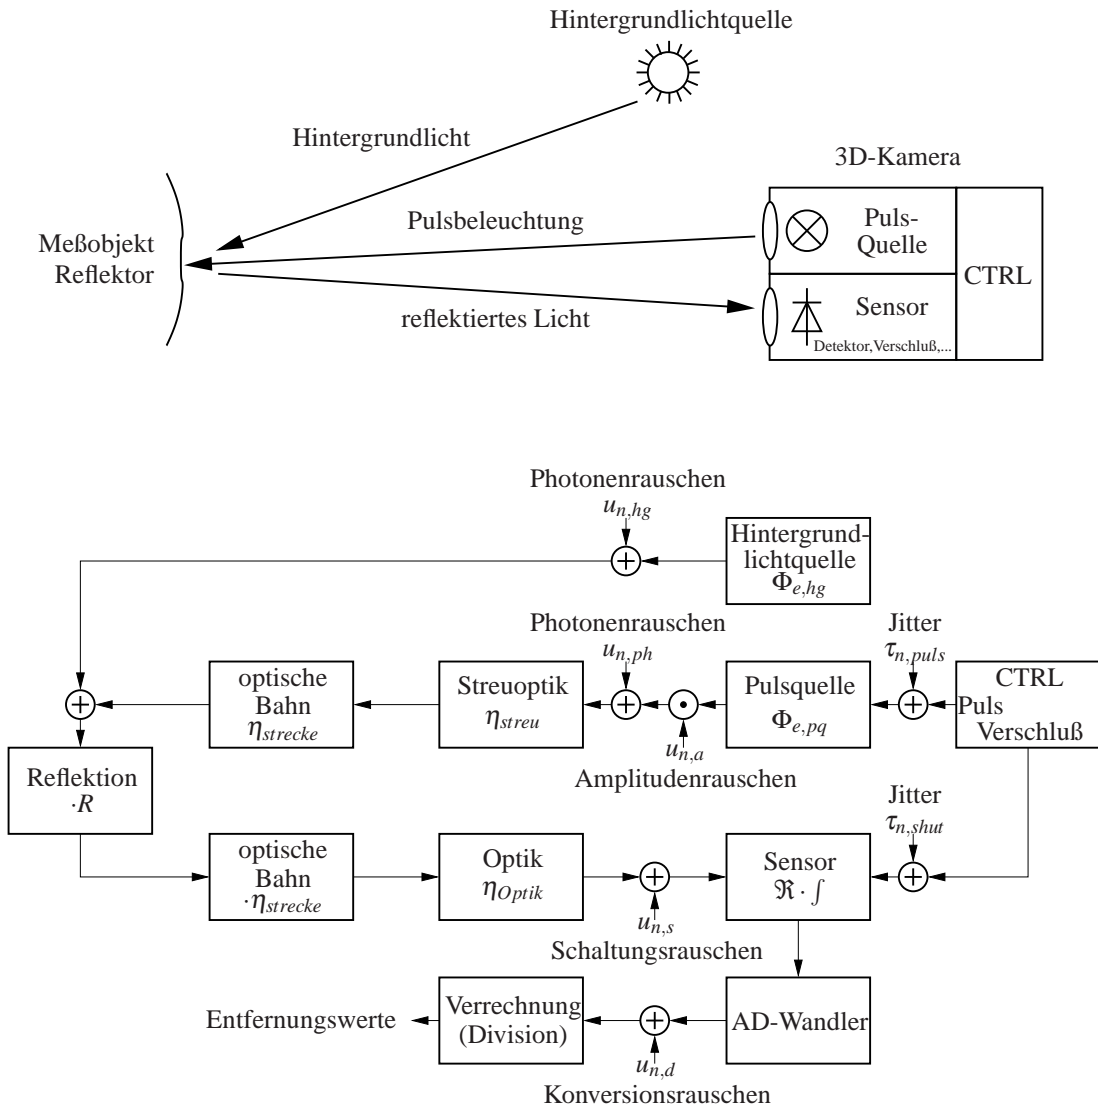 Hintergrundlichtquelle
Hintergrundlicht
3D-Kamera
Pulsbeleuchtung
Puls-
Quelle
Meßobjekt
Reflektor
CTRL
Sensor
reflektiertes Licht
Detektor,Verschluß,...
Photonenrauschen
u_{n,hg}
Hintergrund-
lichtquelle
Φ_{e,hg}
Photonenrauschen
u_{n,ph}
Jitter
τ_{n,puls}
optische
Bahn
η_{strecke}
Streuoptik
η_{streu}
Pulsquelle
Φ_{e,pq}
CTRL
Puls
Verschluß
u_{n,a}
Amplitudenrauschen
Reflektion
·R
Jitter
τ_{n,shut}
optische
Bahn
·η_{strecke}
Optik
η_{Optik}
Sensor
ℜ · ∫
u_{n,s}
Schaltungsrauschen
Entfernungswerte
Verrechnung
(Division)
AD-Wandler
u_{n,d}
Konversionsrauschen